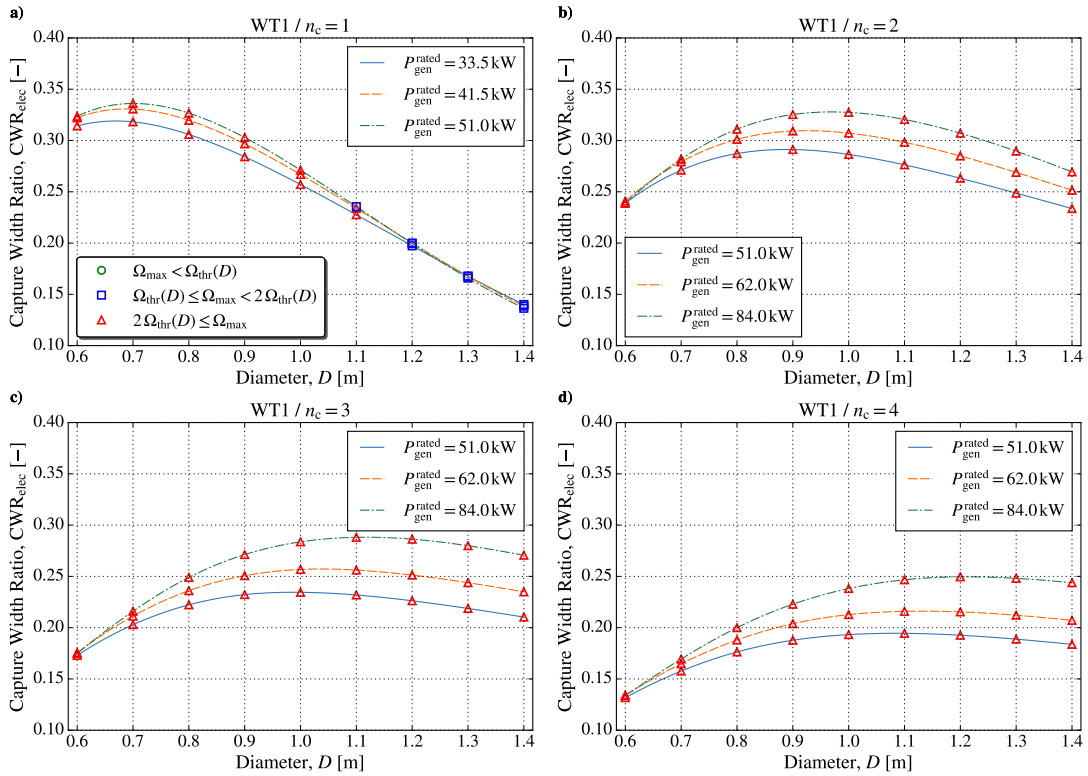 a)
WT1 / n_c = 1
Capture Width Ratio, CWR_elec [−]
0.40
0.35
0.30
0.25
0.20
0.15
0.10
P_gen^rated = 33.5 kW
P_gen^rated = 41.5 kW
P_gen^rated = 51.0 kW
Ω_max < Ω_thr(D)
Ω_thr(D) ≤ Ω_max < 2 Ω_thr(D)
2 Ω_thr(D) ≤ Ω_max
0.6 0.7 0.8 0.9 1.0 1.1 1.2 1.3 1.4
Diameter, D [m]
b)
WT1 / n_c = 2
Capture Width Ratio, CWR_elec [−]
0.40
0.35
0.30
0.25
0.20
0.15
0.10
P_gen^rated = 51.0 kW
P_gen^rated = 62.0 kW
P_gen^rated = 84.0 kW
0.6 0.7 0.8 0.9 1.0 1.1 1.2 1.3 1.4
Diameter, D [m]
c)
WT1 / n_c = 3
Capture Width Ratio, CWR_elec [−]
0.40
0.35
0.30
0.25
0.20
0.15
0.10
P_gen^rated = 51.0 kW
P_gen^rated = 62.0 kW
P_gen^rated = 84.0 kW
0.6 0.7 0.8 0.9 1.0 1.1 1.2 1.3 1.4
Diameter, D [m]
d)
WT1 / n_c = 4
Capture Width Ratio, CWR_elec [−]
0.40
0.35
0.30
0.25
0.20
0.15
0.10
P_gen^rated = 51.0 kW
P_gen^rated = 62.0 kW
P_gen^rated = 84.0 kW
0.6 0.7 0.8 0.9 1.0 1.1 1.2 1.3 1.4
Diameter, D [m]